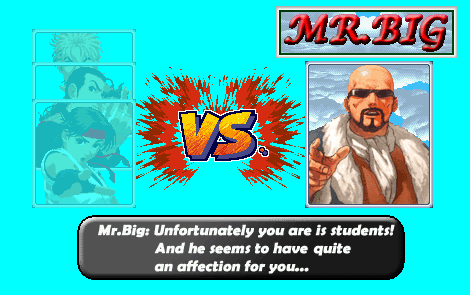 MR.BIG
VS.
Mr.Big: Unfortunately you are is students!
And he seems to have quite
an affection for you...